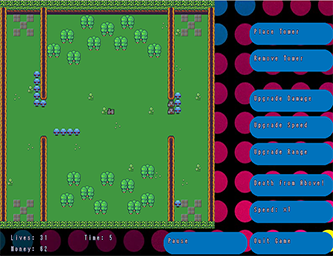 Place Tower
Remove Tower
Upgrade Damage
Upgrade Speed
Upgrade Range
Death From Above!
Speed: x1
Lives: 31
Time: 5
Pause
Quit Game
Money: 82